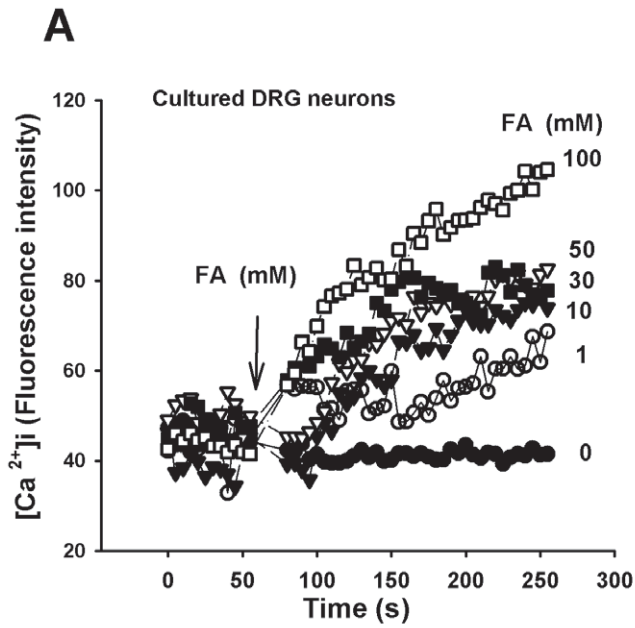 A
Cultured DRG neurons
FA (mM)
100
FA (mM)
50
30
10
1
0
[Ca 2+]i (Fluorescence intensity)
120
100
80
60
40
20
0 50 100 150 200 250 300
Time (s)